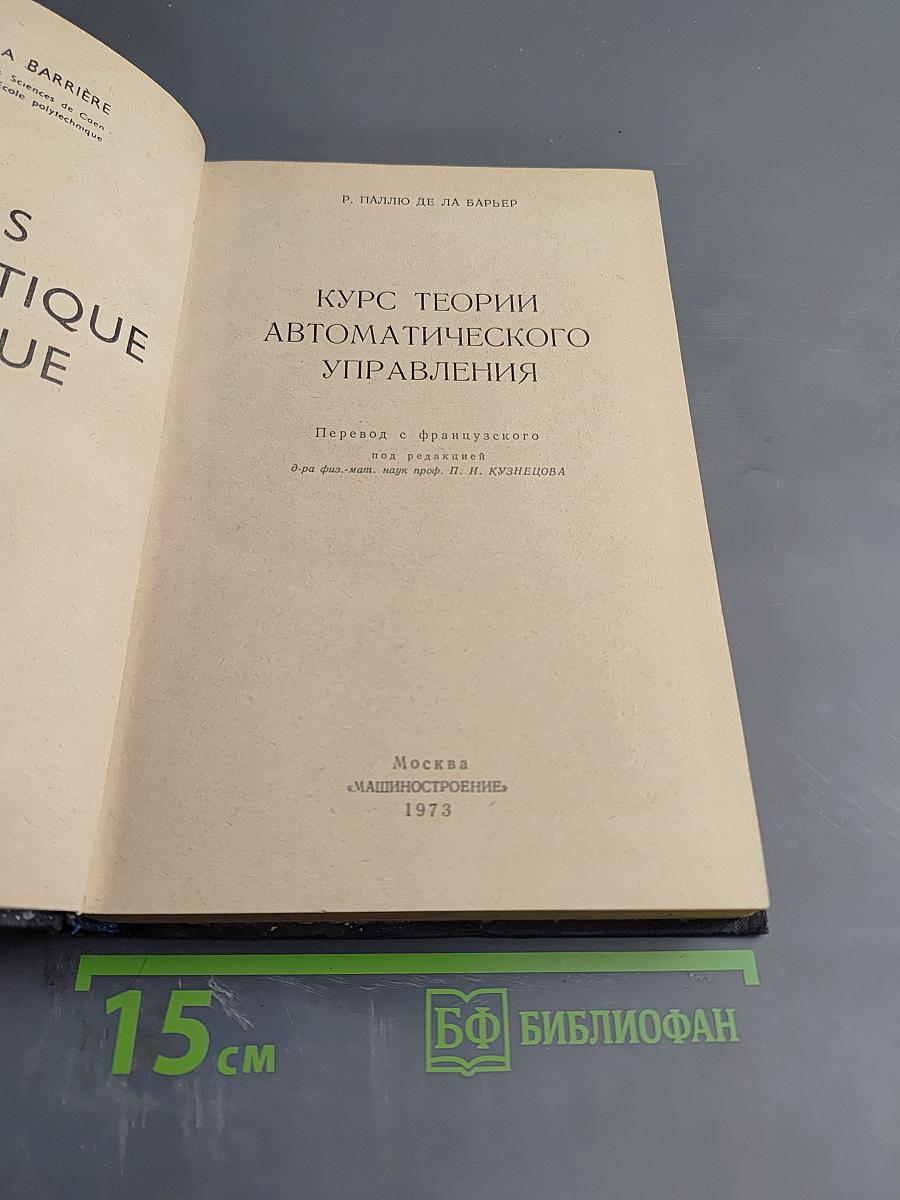 A BARRIÈRE
Sciences de Caen
École polytechnique
S
TIQUE
UE
Р. ПАЛЛЮ ДЕ ЛА БАРЬЕР
КУРС ТЕОРИИ
АВТОМАТИЧЕСКОГО
УПРАВЛЕНИЯ
Перевод с французского
под редакцией
д-ра физ.-мат. наук проф. П. И. КУЗНЕЦОВА
Москва
«МАШИНОСТРОЕНИЕ»
1973
15 см
БФ БИБЛИОФАН